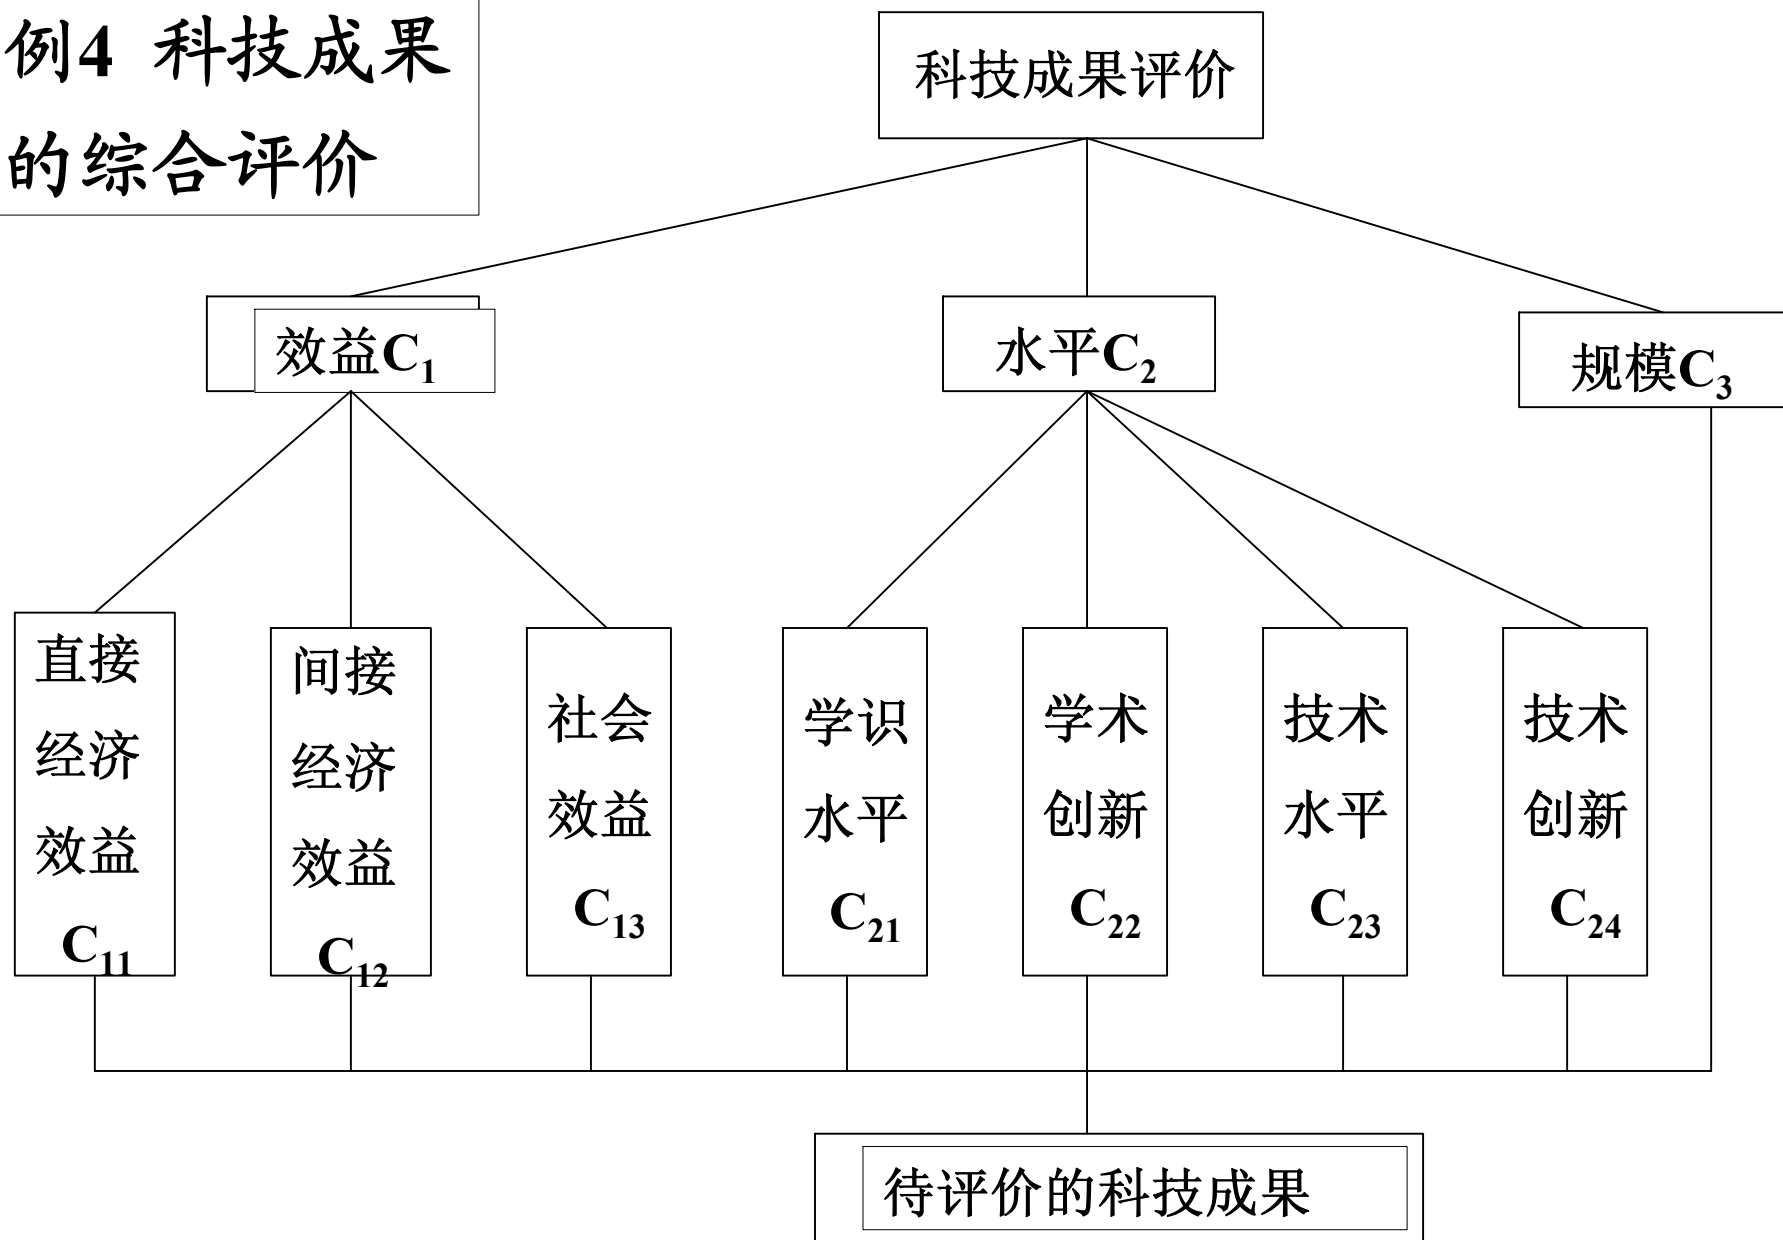 例4 科技成果
的综合评价
科技成果评价
效益C1
水平C2
规模C3
直接
经济
效益
C11
间接
经济
效益
C12
社会
效益
C13
学识
水平
C21
学术
创新
C22
技术
水平
C23
技术
创新
C24
待评价的科技成果